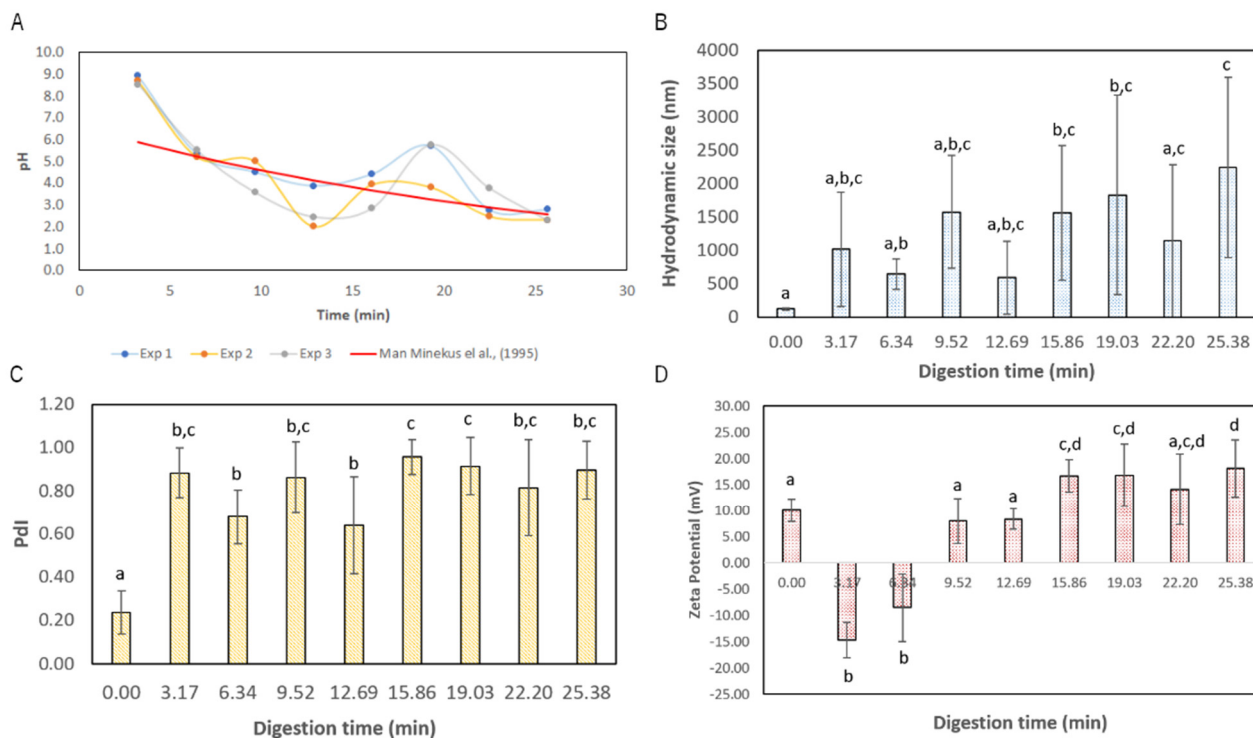 A
10.0
9.0
8.0
7.0
6.0
5.0
4.0
3.0
2.0
1.0
0.0
pH
0 5 10 15 20 25 30
Time (min)
Exp 1 Exp 2 Exp 3 Man Minekus el al., (1995)
B
4000
3500
3000
2500
2000
1500
1000
500
0
Hydrodynamic size (nm)
a a,b,c a,b a,b,c a,b,c b,c b,c a,c c
0.00 3.17 6.34 9.52 12.69 15.86 19.03 22.20 25.38
Digestion time (min)
C
1.20
1.00
0.80
0.60
0.40
0.20
0.00
PdI
a b,c b b,c b c c b,c b,c
0.00 3.17 6.34 9.52 12.69 15.86 19.03 22.20 25.38
Digestion time (min)
D
30.00
25.00
20.00
15.00
10.00
5.00
0.00
-5.00
-10.00
-15.00
-20.00
-25.00
Zeta Potential (mV)
a b b a a c,d c,d a,c,d d
0.00 3.17 6.34 9.52 12.69 15.86 19.03 22.20 25.38
Digestion time (min)